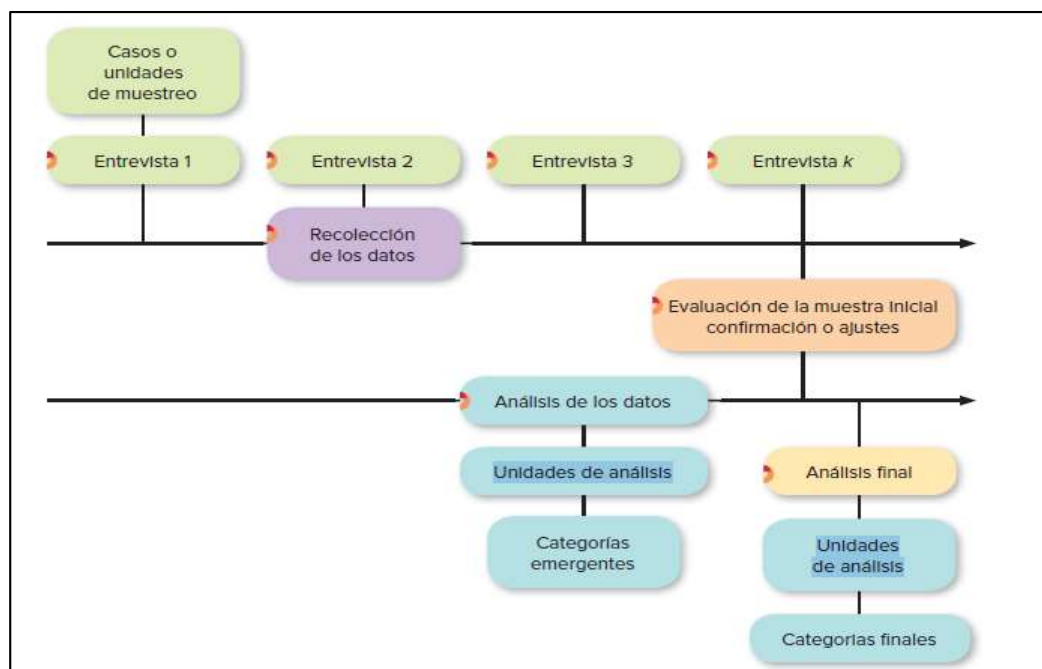 Casos o
unidades
de muestreo
Entrevista 1
Entrevista 2
Entrevista 3
Entrevista k
Recolección
de los datos
Evaluación de la muestra inicial
confirmación o ajustes
Análisis de los datos
Unidades de análisis
Categorías
emergentes
Análisis final
Unidades
de análisis
Categorías finales